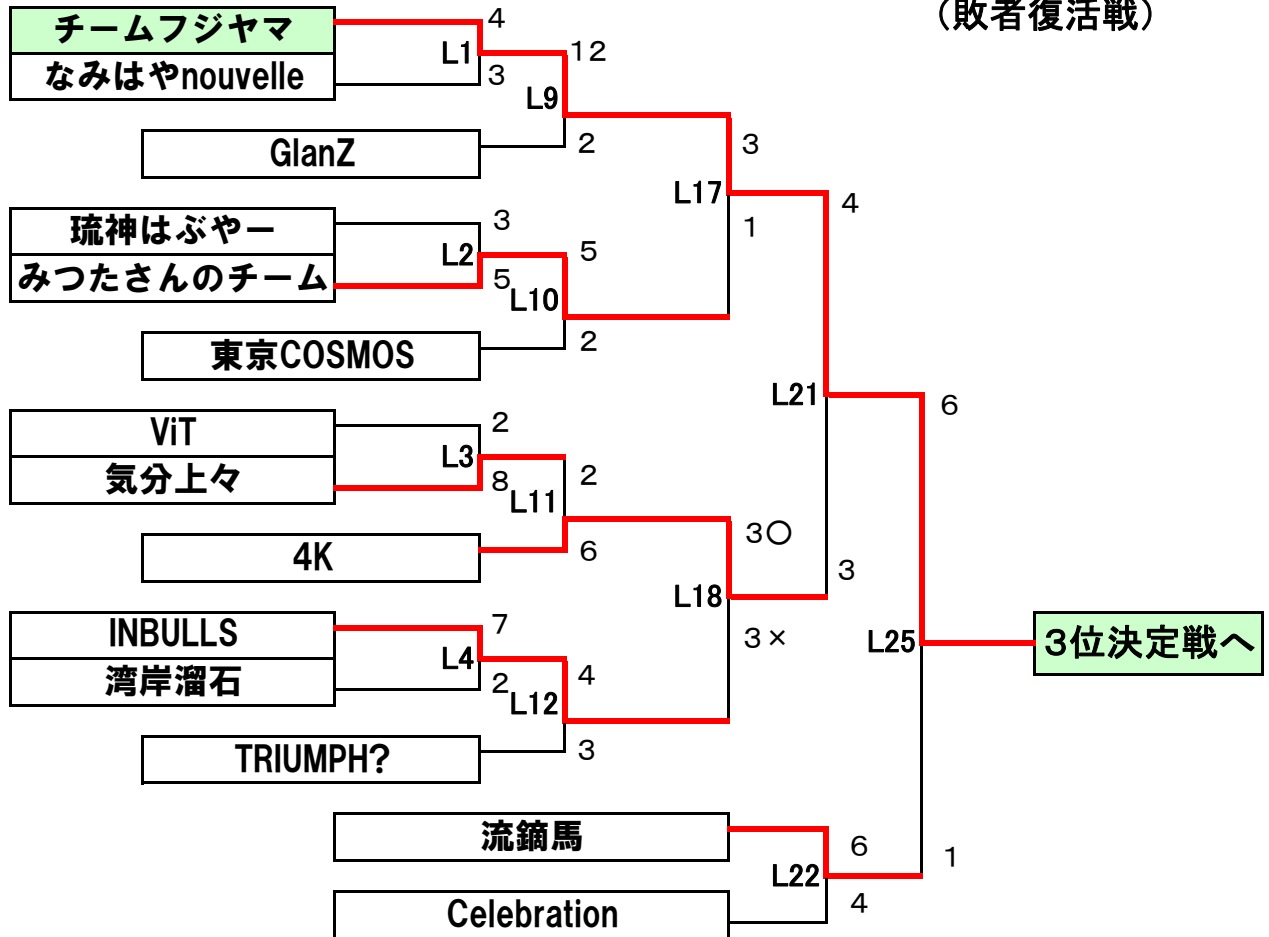 （敗者復活戦）
チームフジヤマ
4
L1
12
なみはやnouvelle
3
L9
GlanZ
2
3
L17
4
琉神はぶやー
3
1
L2
5
みつたさんのチーム
5
L10
東京COSMOS
2
L21
6
ViT
2
L3
2
気分上々
8
L11
3○
4K
6
3
L18
INBULLS
7
3×
L25
3位決定戦へ
L4
4
湾岸溜石
2
L12
TRIUMPH?
3
流鏑馬
6
1
L22
4
Celebration